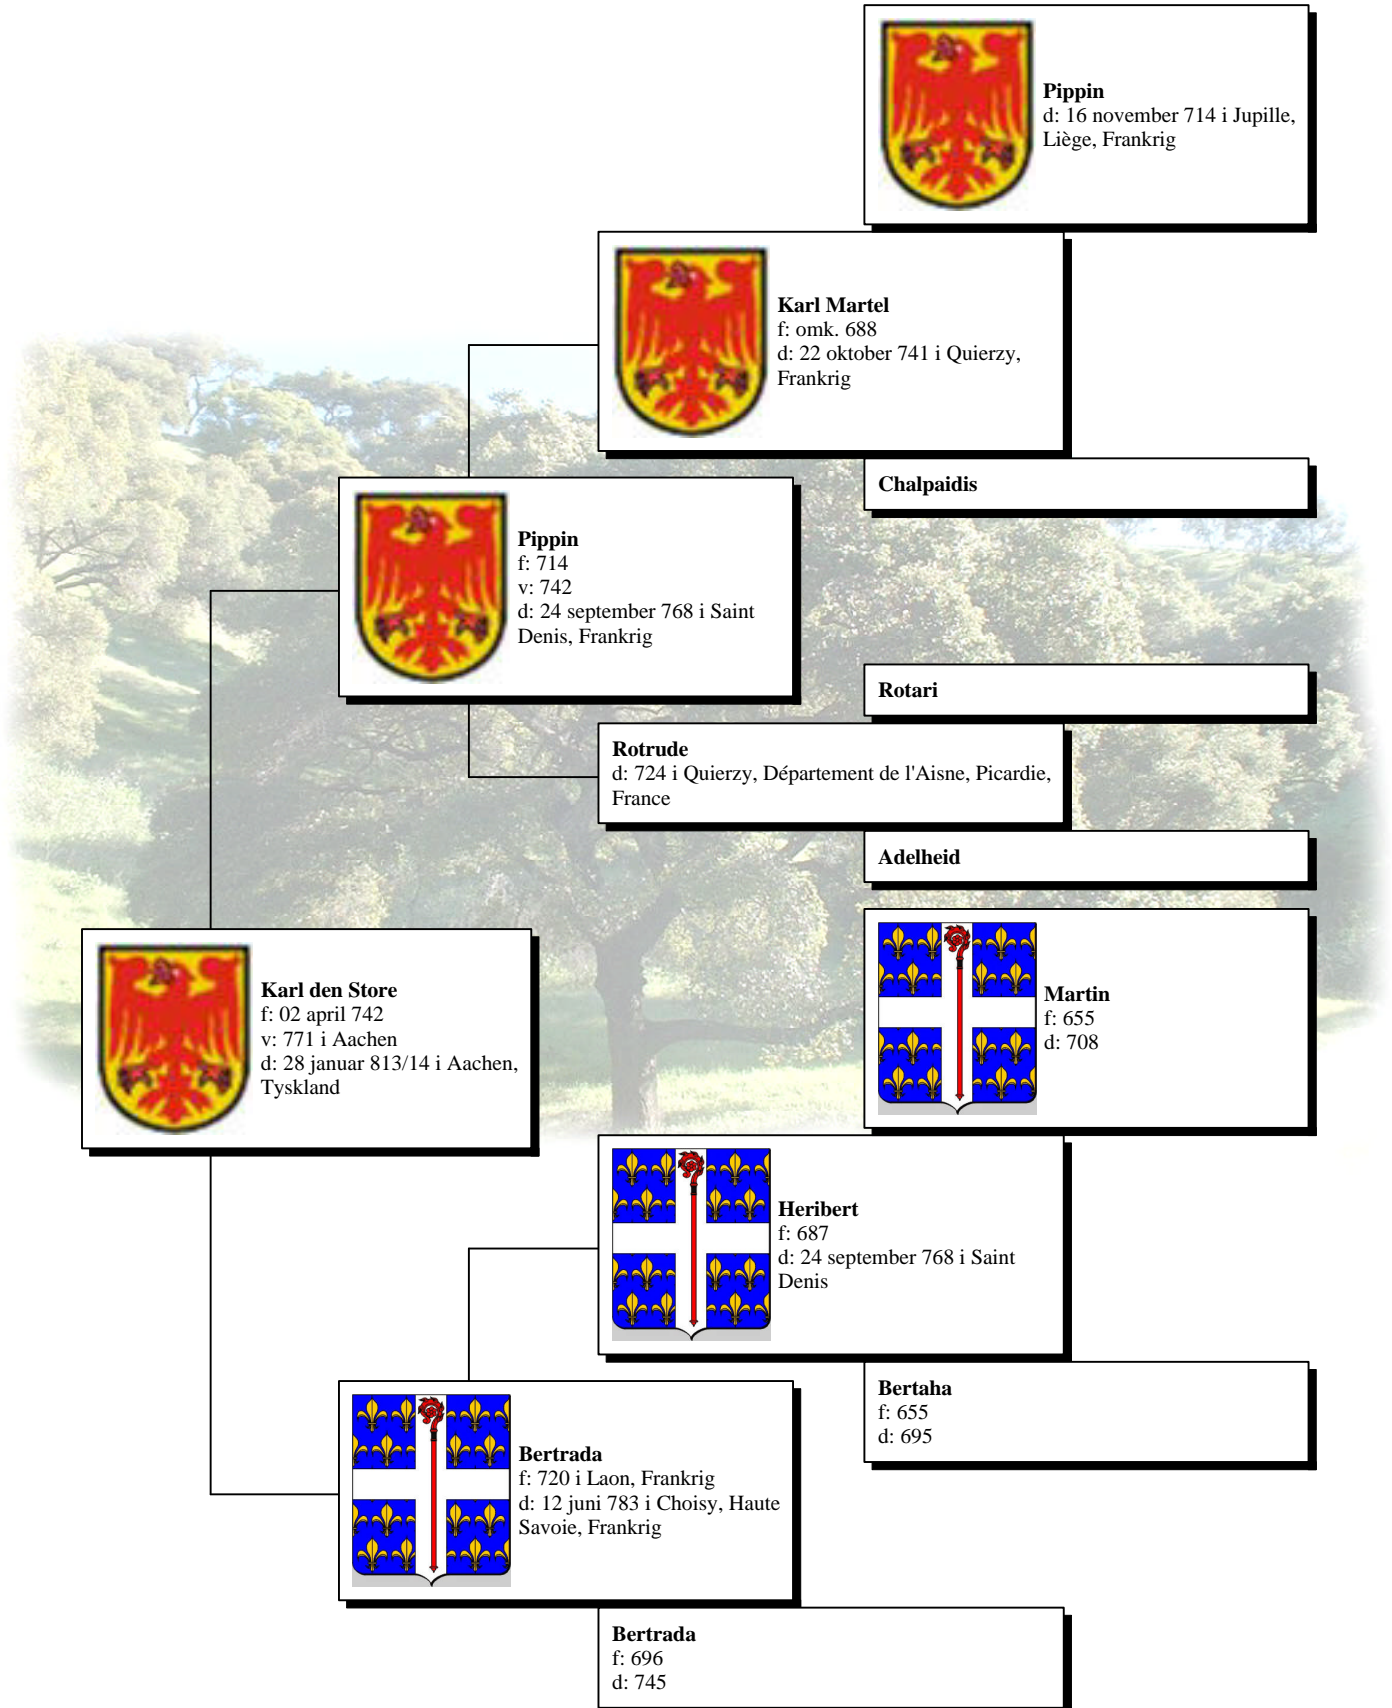 Pippin
d: 16 november 714 i Jupille,
Liège, Frankrig
Karl Martel
f: omk. 688
d: 22 oktober 741 i Quierzy,
Frankrig
Chalpaidis
Pippin
f: 714
v: 742
d: 24 september 768 i Saint
Denis, Frankrig
Rotari
Rotrude
d: 724 i Quierzy, Département de l'Aisne, Picardie,
France
Adelheid
Karl den Store
f: 02 april 742
v: 771 i Aachen
d: 28 januar 813/14 i Aachen,
Tyskland
Martin
f: 655
d: 708
Heribert
f: 687
d: 24 september 768 i Saint
Denis
Bertaha
f: 655
d: 695
Bertrada
f: 720 i Laon, Frankrig
d: 12 juni 783 i Choisy, Haute
Savoie, Frankrig
Bertrada
f: 696
d: 745